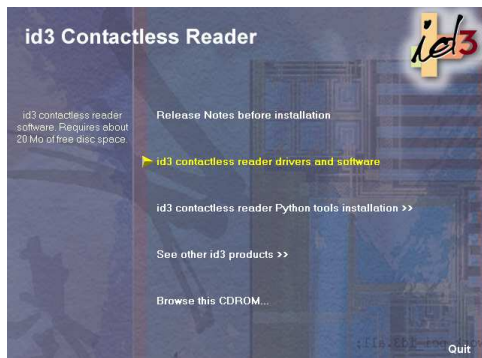 id3 Contactless Reader
id3
id3 contactless reader
software. Requires about
20 Mo of free disc space.
Release Notes before installation
id3 contactless reader drivers and software
id3 contactless reader Python tools installation >>
See other id3 products >>
Browse this CDROM...
Quit